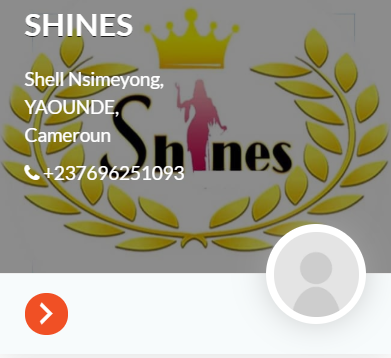 SHINES
Shell Nsimeyong,
YAOUNDE,
Cameroun
+237696251093
Shines